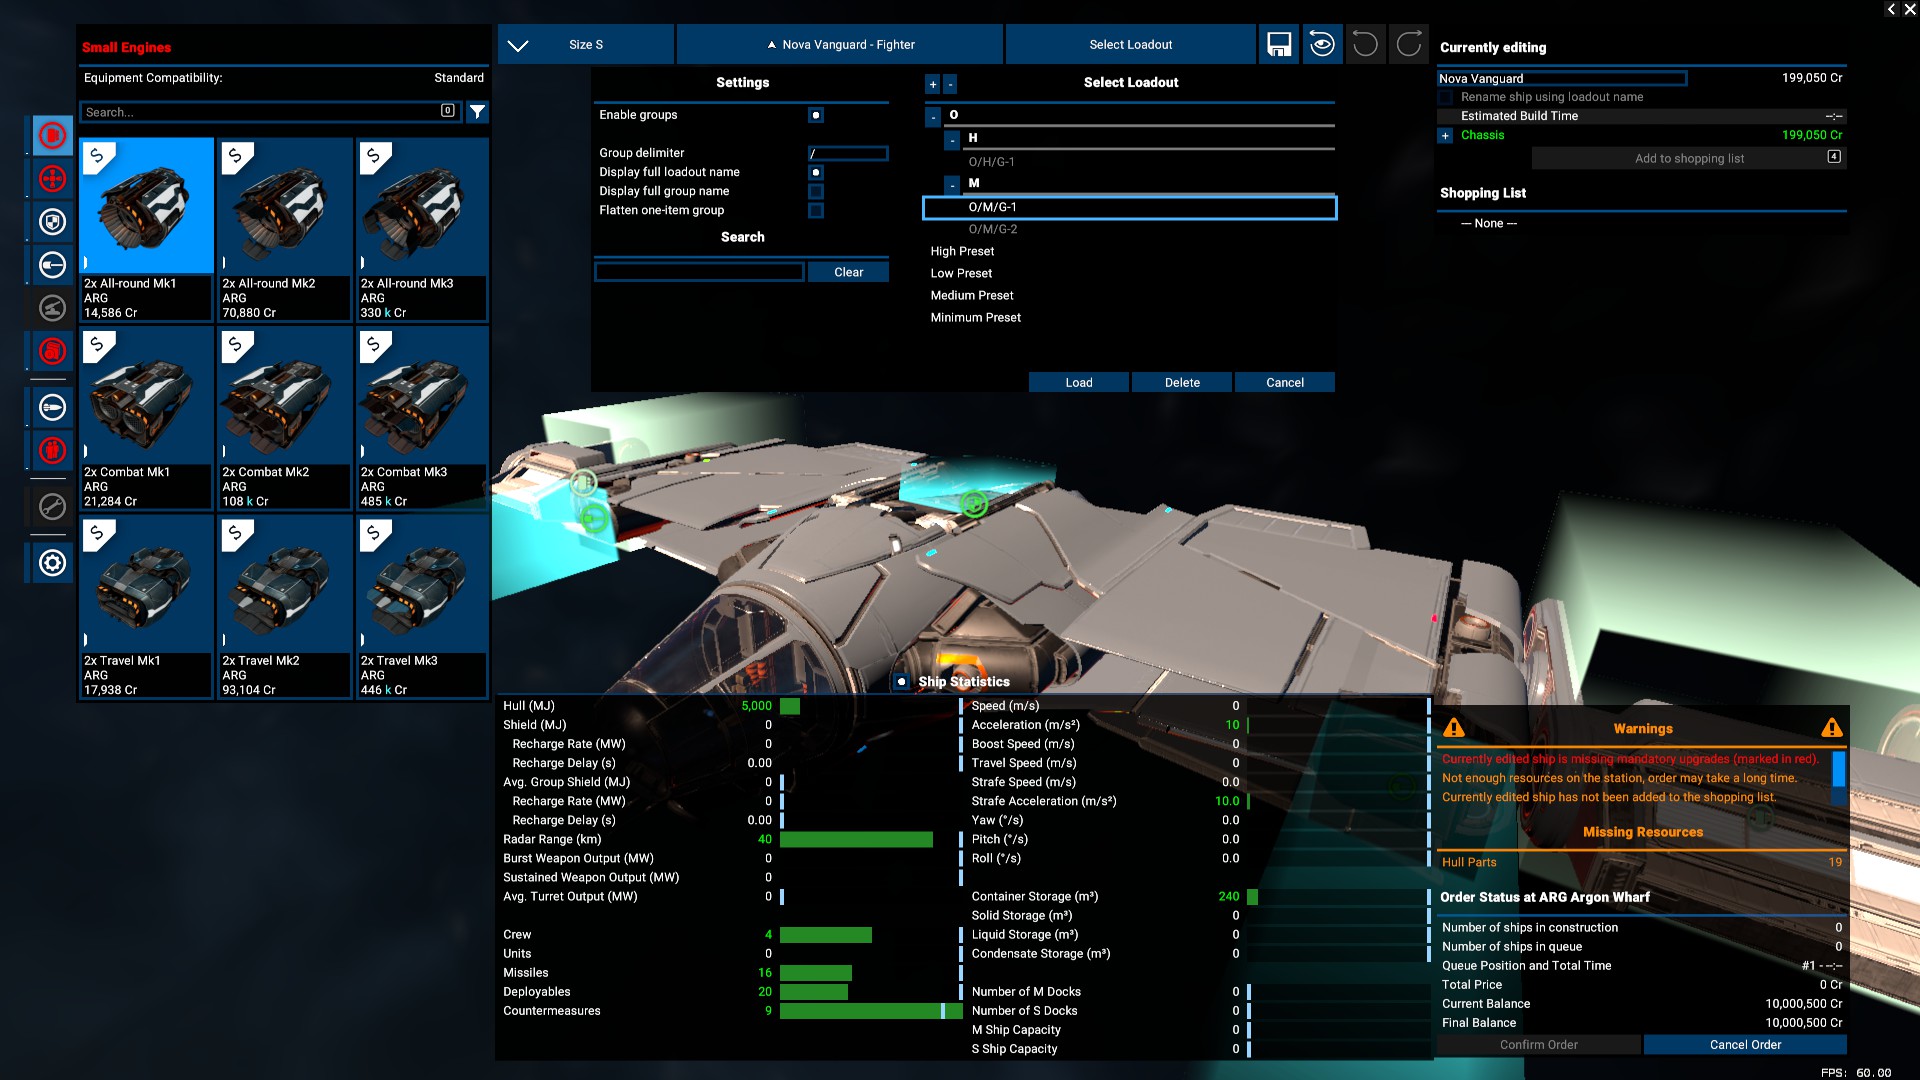 Small Engines
Equipment Compatibility: Standard
Search... 0
$ $ $
2x All-round Mk1
ARG
14,586 Cr
2x All-round Mk2
ARG
70,880 Cr
2x All-round Mk3
ARG
330 k Cr
$ $ $
2x Combat Mk1
ARG
21,284 Cr
2x Combat Mk2
ARG
108 k Cr
2x Combat Mk3
ARG
485 k Cr
$ $ $
2x Travel Mk1
ARG
17,938 Cr
2x Travel Mk2
ARG
93,104 Cr
2x Travel Mk3
ARG
446 k Cr
Size S
Nova Vanguard - Fighter
Select Loadout
Settings
Enable groups
Group delimiter /
Display full loadout name
Display full group name
Flatten one-item group
Search
Clear
+ - Select Loadout
- O
- H
O/H/G-1
- M
O/M/G-1
O/M/G-2
High Preset
Low Preset
Medium Preset
Minimum Preset
Load Delete Cancel
Currently editing
Nova Vanguard 199,050 Cr
Rename ship using loadout name
Estimated Build Time --:--
+ Chassis 199,050 Cr
Add to shopping list 4
Shopping List
--- None ---
Ship Statistics
Hull (MJ) 5,000
Shield (MJ) 0
Recharge Rate (MW) 0
Recharge Delay (s) 0.00
Avg. Group Shield (MJ) 0
Recharge Rate (MW) 0
Recharge Delay (s) 0.00
Radar Range (km) 40
Burst Weapon Output (MW) 0
Sustained Weapon Output (MW) 0
Avg. Turret Output (MW) 0
Crew 4
Units 0
Missiles 16
Deployables 20
Countermeasures 9
Speed (m/s) 0
Acceleration (m/s²) 10
Boost Speed (m/s) 0
Travel Speed (m/s) 0
Strafe Speed (m/s) 0.0
Strafe Acceleration (m/s²) 10.0
Yaw (°/s) 0.0
Pitch (°/s) 0.0
Roll (°/s) 0.0
Container Storage (m³) 240
Solid Storage (m³) 0
Liquid Storage (m³) 0
Condensate Storage (m³) 0
Number of M Docks 0
Number of S Docks 0
M Ship Capacity 0
S Ship Capacity 0
Warnings
Currently edited ship is missing mandatory upgrades (marked in red).
Not enough resources on the station, order may take a long time.
Currently edited ship has not been added to the shopping list.
Missing Resources
Hull Parts 19
Order Status at ARG Argon Wharf
Number of ships in construction 0
Number of ships in queue 0
Queue Position and Total Time #1 - --:--
Total Price 0 Cr
Current Balance 10,000,500 Cr
Final Balance 10,000,500 Cr
Confirm Order Cancel Order
FPS: 60.00